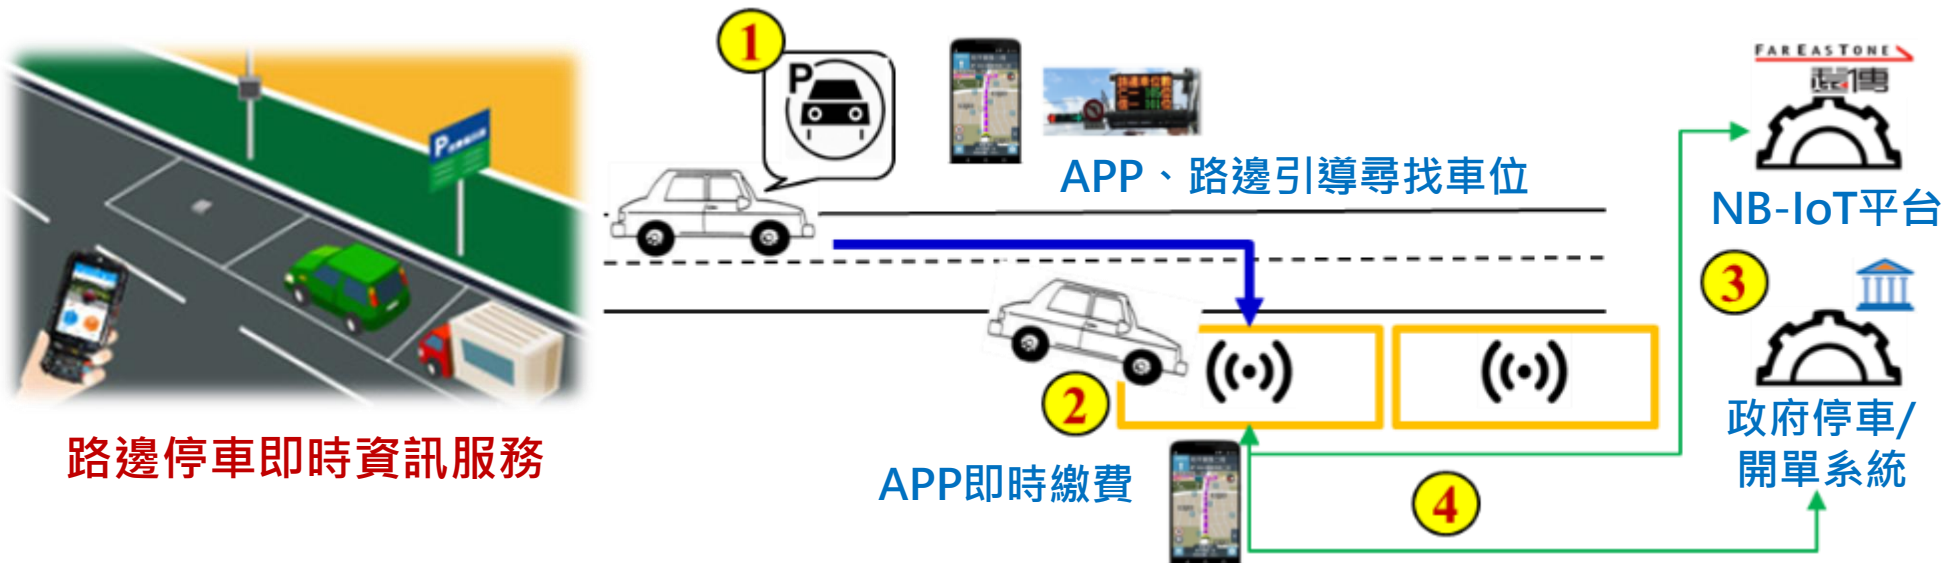 1
P
FAREASTONE
遠傳
P
APP、路邊引導尋找車位
NB-IoT平台
3
2
政府停車/
開單系統
路邊停車即時資訊服務
APP即時繳費
4